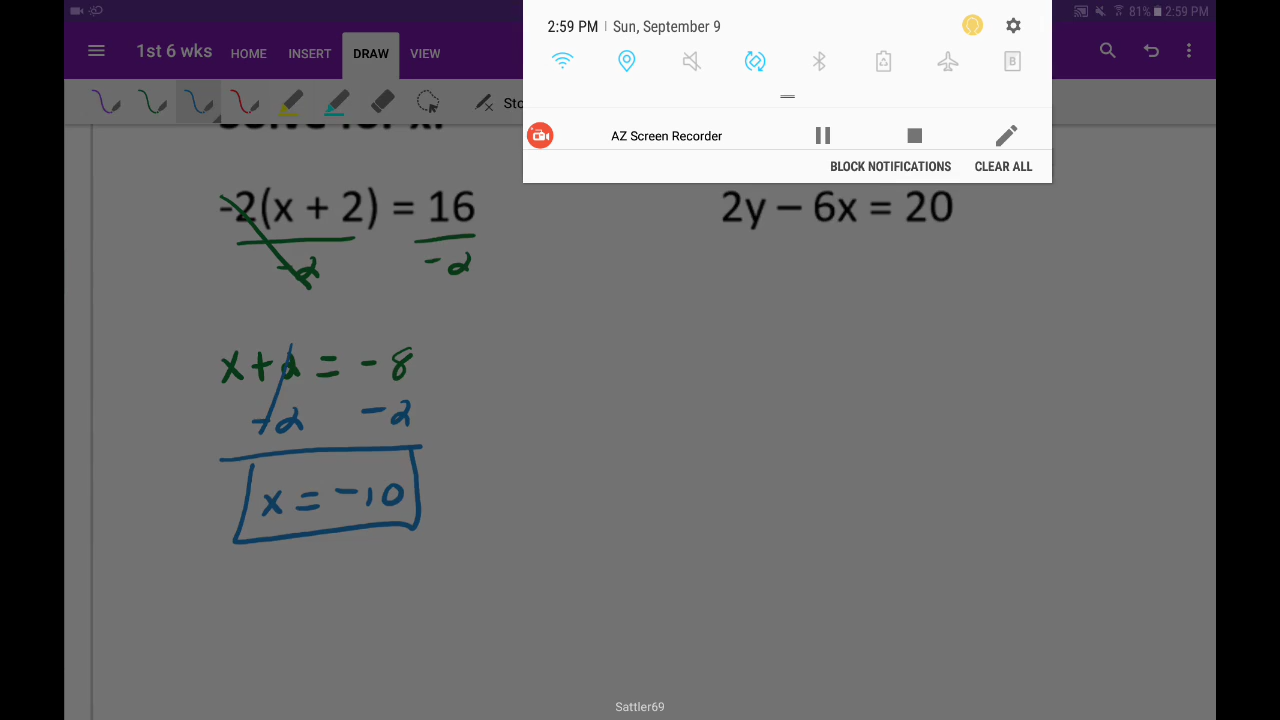 81% 2:59 PM
2:59 PM Sun, September 9
1st 6 wks HOME INSERT DRAW VIEW
B
AZ Screen Recorder
BLOCK NOTIFICATIONS CLEAR ALL
-2(x + 2) = 16
-2 -2
x+2 = -8
-2 -2
x = -10
2y – 6x = 20
Sattler69